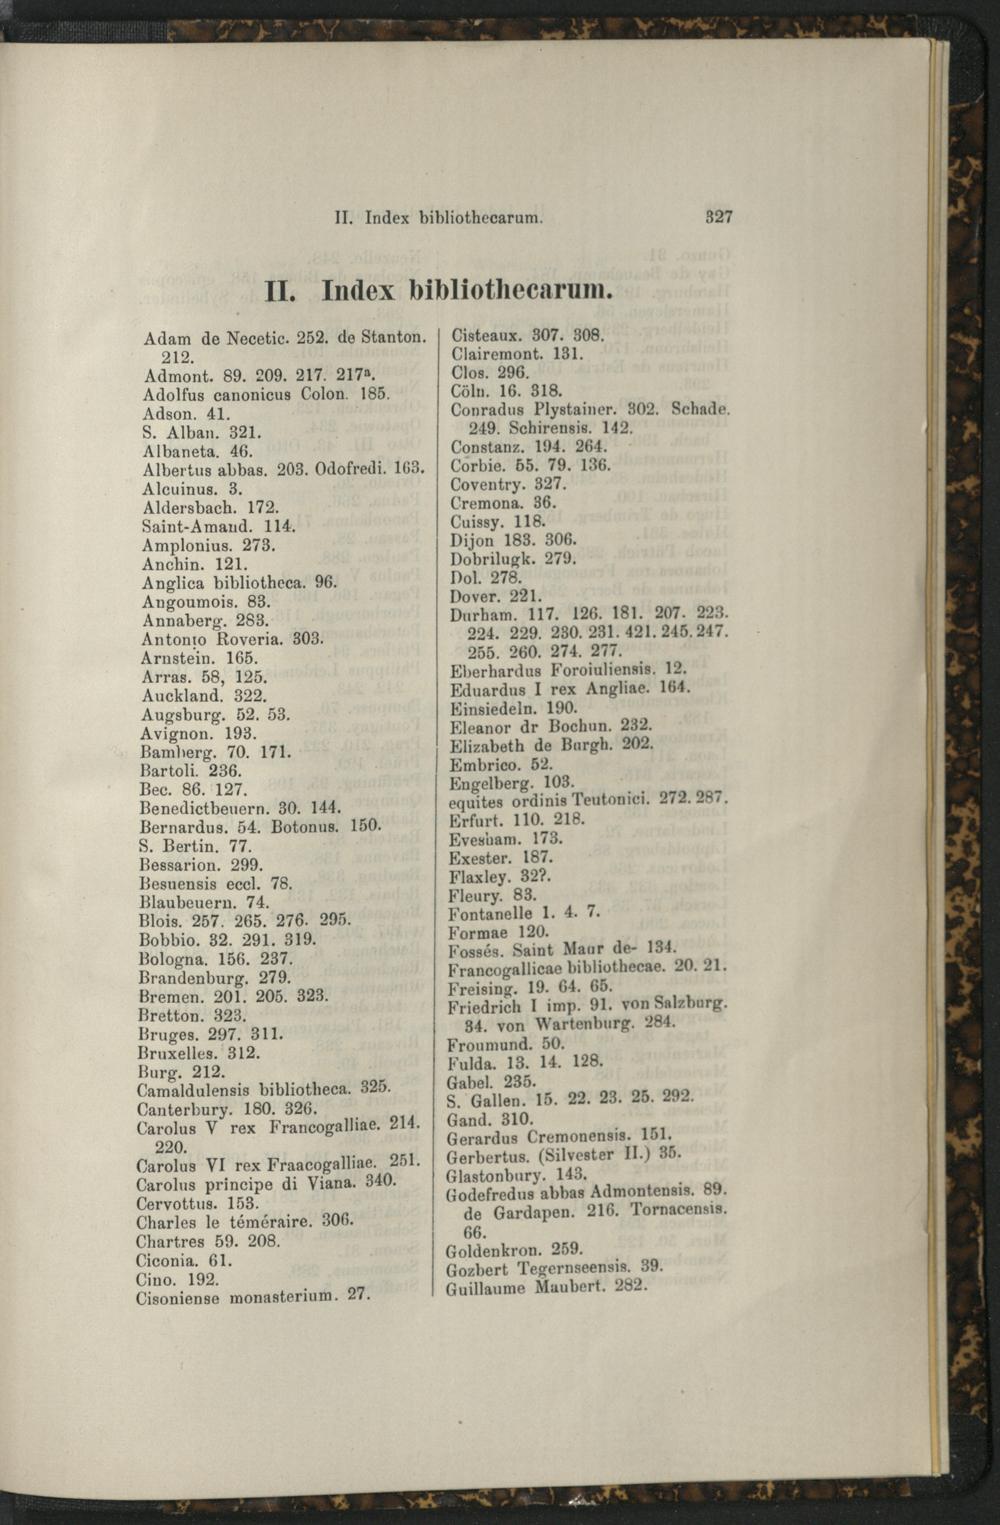 II. Index bibliothecarum. 327
II. Index bibliothecarum.
Adam de Necetic. 252. de Stanton.
212.
Admont. 89. 209. 217. 217ᵃ.
Adolfus canonicus Colon. 185.
Adson. 41.
S. Alban. 321.
Albaneta. 46.
Albertus abbas. 203. Odofredi. 163.
Alcuinus. 3.
Aldersbach. 172.
Saint-Amand. 114.
Amplonius. 273.
Anchin. 121.
Anglica bibliotheca. 96.
Angoumois. 83.
Annaberg. 283.
Antonio Roveria. 303.
Arnstein. 165.
Arras. 58, 125.
Auckland. 322.
Augsburg. 52. 53.
Avignon. 193.
Bamberg. 70. 171.
Bartoli. 236.
Bec. 86. 127.
Benedictbeuern. 30. 144.
Bernardus. 54. Botonus. 150.
S. Bertin. 77.
Bessarion. 299.
Besuensis eccl. 78.
Blaubeuern. 74.
Blois. 257. 265. 276. 295.
Bobbio. 32. 291. 319.
Bologna. 156. 237.
Brandenburg. 279.
Bremen. 201. 205. 323.
Bretton. 323.
Bruges. 297. 311.
Bruxelles. 312.
Burg. 212.
Camaldulensis bibliotheca. 325.
Canterbury. 180. 326.
Carolus V rex Francogalliae. 214.
220.
Carolus VI rex Fraacogalliae. 251.
Carolus principe di Viana. 340.
Cervottus. 153.
Charles le téméraire. 306.
Chartres 59. 208.
Ciconia. 61.
Cino. 192.
Cisoniense monasterium. 27.
Cisteaux. 307. 308.
Clairemont. 131.
Clos. 296.
Cöln. 16. 318.
Conradus Plystainer. 302. Schade.
249. Schirensis. 142.
Constanz. 194. 264.
Corbie. 55. 79. 136.
Coventry. 327.
Cremona. 36.
Cuissy. 118.
Dijon 183. 306.
Dobrilugk. 279.
Dol. 278.
Dover. 221.
Durham. 117. 126. 181. 207. 223.
224. 229. 230. 231. 421. 245. 247.
255. 260. 274. 277.
Eberhardus Foroiuliensis. 12.
Eduardus I rex Angliae. 164.
Einsiedeln. 190.
Eleanor dr Bochun. 232.
Elizabeth de Burgh. 202.
Embrico. 52.
Engelberg. 103.
equites ordinis Teutonici. 272. 287.
Erfurt. 110. 218.
Evesham. 173.
Exester. 187.
Flaxley. 32?.
Fleury. 83.
Fontanelle 1. 4. 7.
Formae 120.
Fossés. Saint Maur de- 134.
Francogallicae bibliothecae. 20. 21.
Freising. 19. 64. 65.
Friedrich I imp. 91. von Salzburg.
34. von Wartenburg. 284.
Froumund. 50.
Fulda. 13. 14. 128.
Gabel. 235.
S. Gallen. 15. 22. 23. 25. 292.
Gand. 310.
Gerardus Cremonensis. 151.
Gerbertus. (Silvester II.) 35.
Glastonbury. 143.
Godefredus abbas Admontensis. 89.
de Gardapen. 216. Tornacensis.
66.
Goldenkron. 259.
Gozbert Tegernseensis. 39.
Guillaume Maubert. 282.